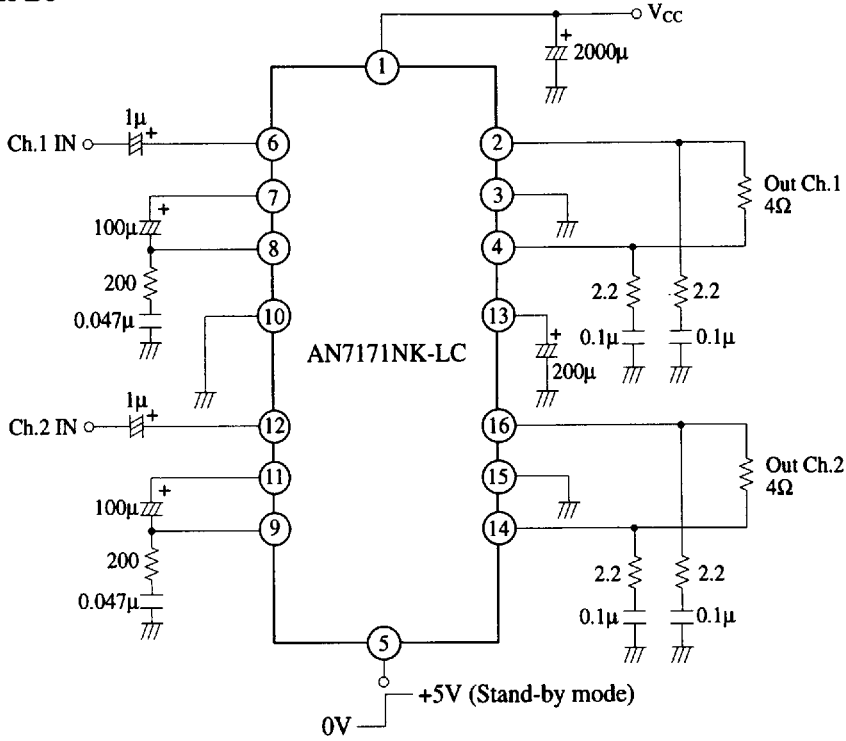 V_CC
+
2000μ
1
1μ
+
Ch.1 IN
6
2
7
3
Out Ch.1
4Ω
+
100μ
8
4
200
2.2
2.2
0.047μ
10
13
+
0.1μ
0.1μ
AN7171NK-LC
200μ
1μ
+
Ch.2 IN
12
16
11
15
Out Ch.2
4Ω
+
100μ
9
14
200
2.2
2.2
0.047μ
0.1μ
0.1μ
5
+5V (Stand-by mode)
0V